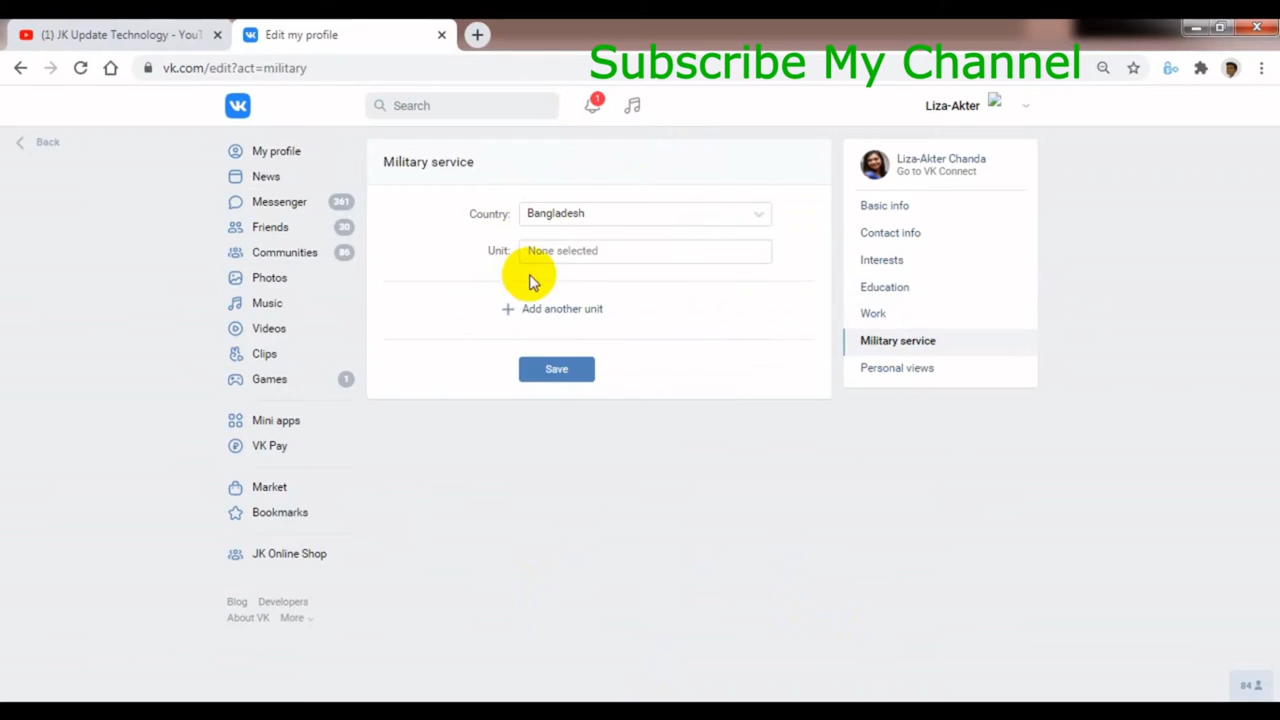 (1) JK Update Technology - YouT
Edit my profile
vk.com/edit?act=military
Subscribe My Channel
Search
1
Liza-Akter
Back
My profile
News
Messenger 361
Friends 30
Communities 86
Photos
Music
Videos
Clips
Games 1
Mini apps
VK Pay
Market
Bookmarks
JK Online Shop
Blog Developers
About VK More
Military service
Country: Bangladesh
Unit: None selected
Add another unit
Save
Liza-Akter Chanda
Go to VK Connect
Basic info
Contact info
Interests
Education
Work
Military service
Personal views
84